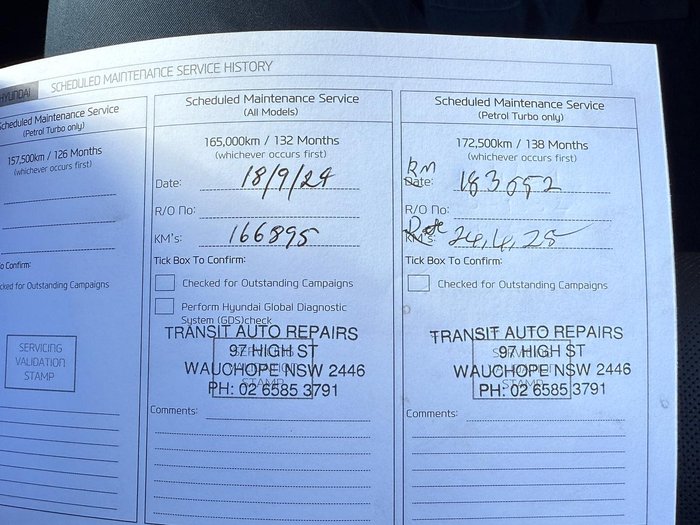 HYUNDAI
SCHEDULED MAINTENANCE SERVICE HISTORY
Scheduled Maintenance Service
(Petrol Turbo only)
157,500km / 126 Months
(whichever occurs first)
To Confirm:
cked for Outstanding Campaigns
SERVICING
VALIDATION
STAMP
Scheduled Maintenance Service
(All Models)
165,000km / 132 Months
(whichever occurs first)
Date: 18/9/24
R/O No:
KM's: 166895
Tick Box To Confirm:
Checked for Outstanding Campaigns
Perform Hyundai Global Diagnostic
System (GDS)check
TRANSIT AUTO REPAIRS
97 HIGH ST
WAUCHOPE NSW 2446
PH: 02 6585 3791
Comments:
Scheduled Maintenance Service
(Petrol Turbo only)
172,500km / 138 Months
(whichever occurs first)
KM
Date: 183052
R/O No:
Date
KM's: 24,4,25
Tick Box To Confirm:
Checked for Outstanding Campaigns
TRANSIT AUTO REPAIRS
97 HIGH ST
WAUCHOPE NSW 2446
PH: 02 6585 3791
Comments: